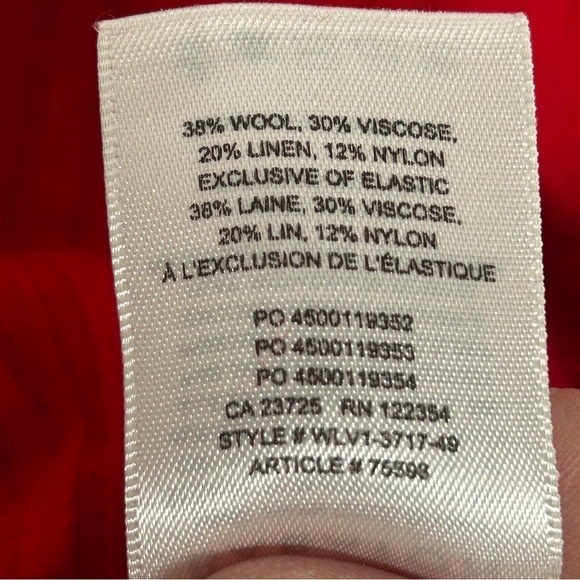 38% WOOL, 30% VISCOSE,
20% LINEN, 12% NYLON
EXCLUSIVE OF ELASTIC
38% LAINE, 30% VISCOSE,
20% LIN, 12% NYLON
À L'EXCLUSION DE L'ÉLASTIQUE
PO 4500119352
PO 4500119353
PO 4500119354
CA 23725 RN 122354
STYLE # WLV1-3717-49
ARTICLE # 75598